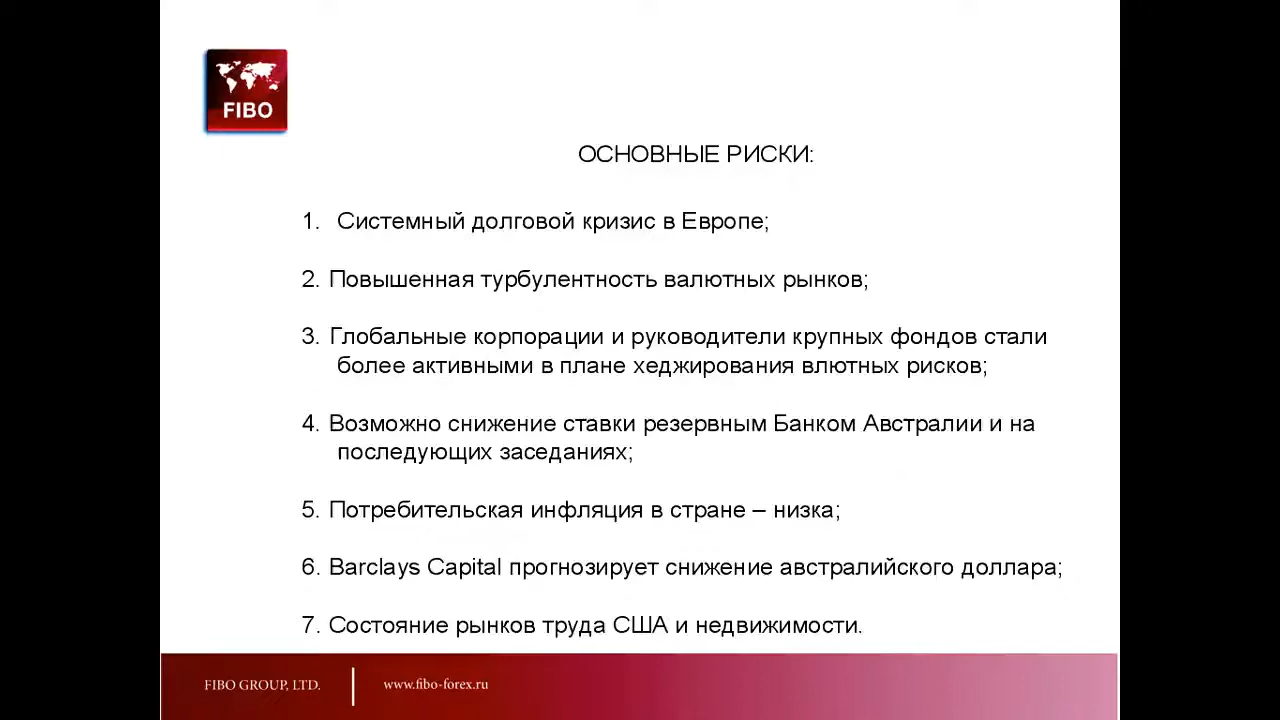 FIBO
ОСНОВНЫЕ РИСКИ:
1. Системный долговой кризис в Европе;
2. Повышенная турбулентность валютных рынков;
3. Глобальные корпорации и руководители крупных фондов стали
более активными в плане хеджирования влютных рисков;
4. Возможно снижение ставки резервным Банком Австралии и на
последующих заседаниях;
5. Потребительская инфляция в стране – низка;
6. Barclays Capital прогнозирует снижение австралийского доллара;
7. Состояние рынков труда США и недвижимости.
FIBO GROUP, LTD. www.fibo-forex.ru